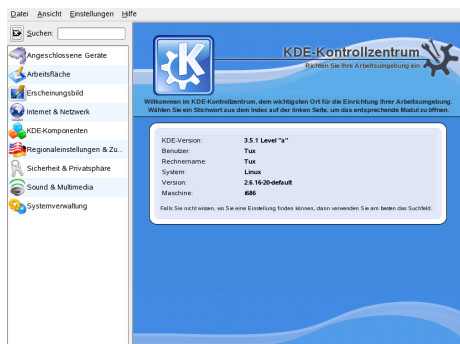 Datei Ansicht Einstellungen Hilfe
Suchen:
Angeschlossene Geräte
Arbeitsfläche
Erscheinungsbild
Internet & Netzwerk
KDE-Komponenten
Regionaleinstellungen & Zu...
Sicherheit & Privatsphäre
Sound & Multimedia
Systemverwaltung
KDE-Kontrollzentrum
Richten Sie Ihre Arbeitsumgebung ein
Willkommen im KDE-Kontrollzentrum, dem wichtigsten Ort für die Einrichtung Ihrer Arbeitsumgebung.
Wählen Sie ein Stichwort aus dem Index auf der linken Seite, um das entsprechende Modul zu öffnen.
KDE-Version: 3.5.1 Level "a"
Benutzer: Tux
Rechnername: Tux
System: Linux
Version: 2.6.16-20-default
Maschine: i686
Falls Sie nicht wissen, wo Sie eine Einstellung finden können, dann verwenden Sie am besten das Suchfeld